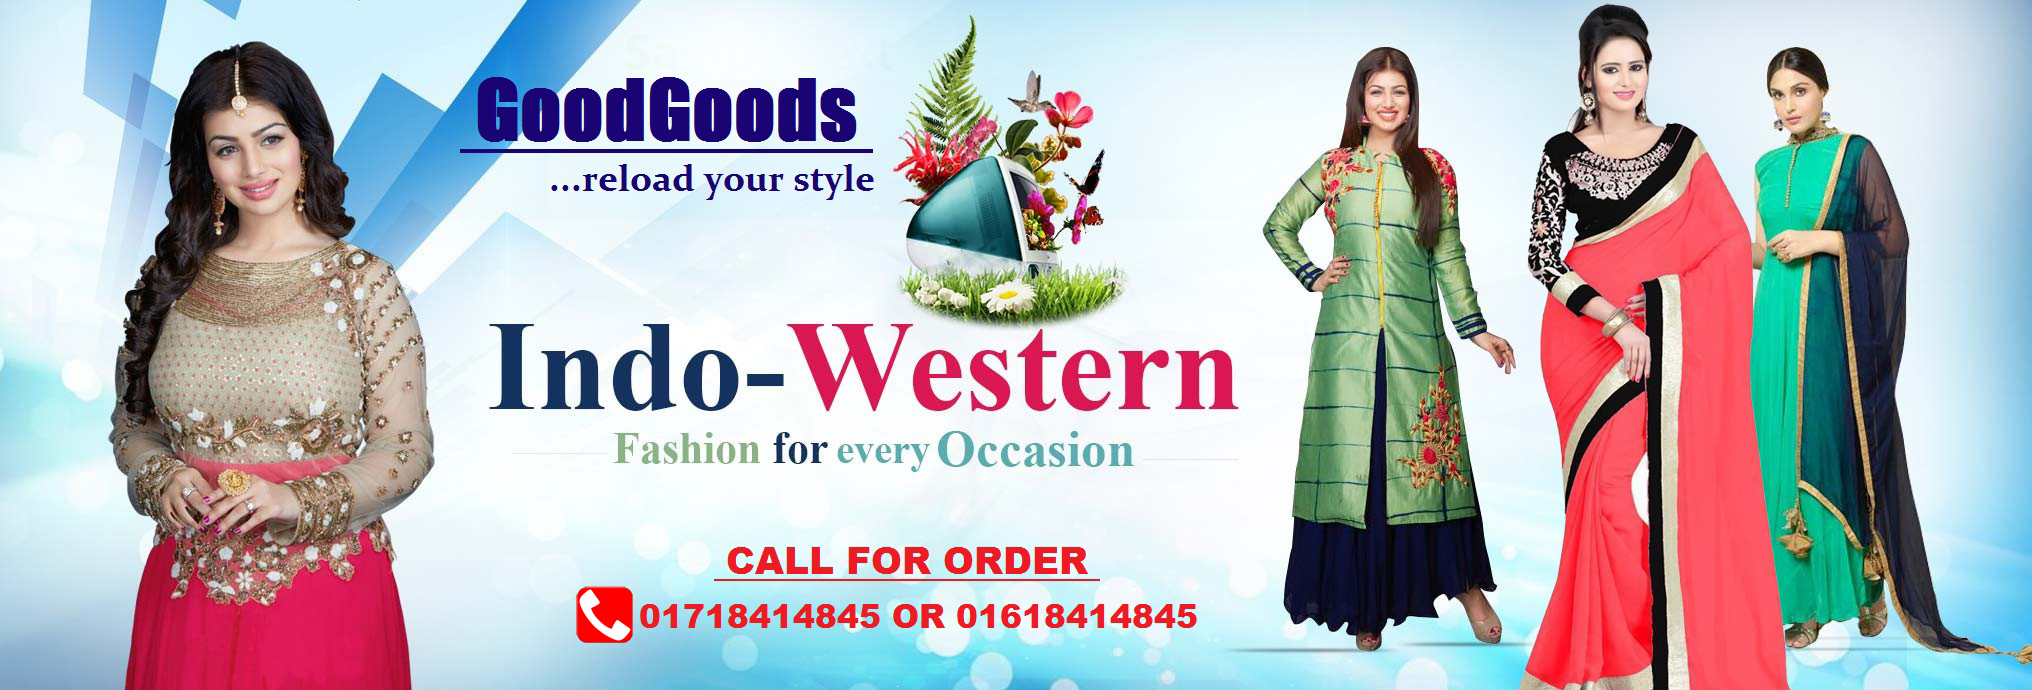 GoodGoods
...reload your style
Indo-Western
Fashion for every Occasion
CALL FOR ORDER
01718414845 OR 01618414845